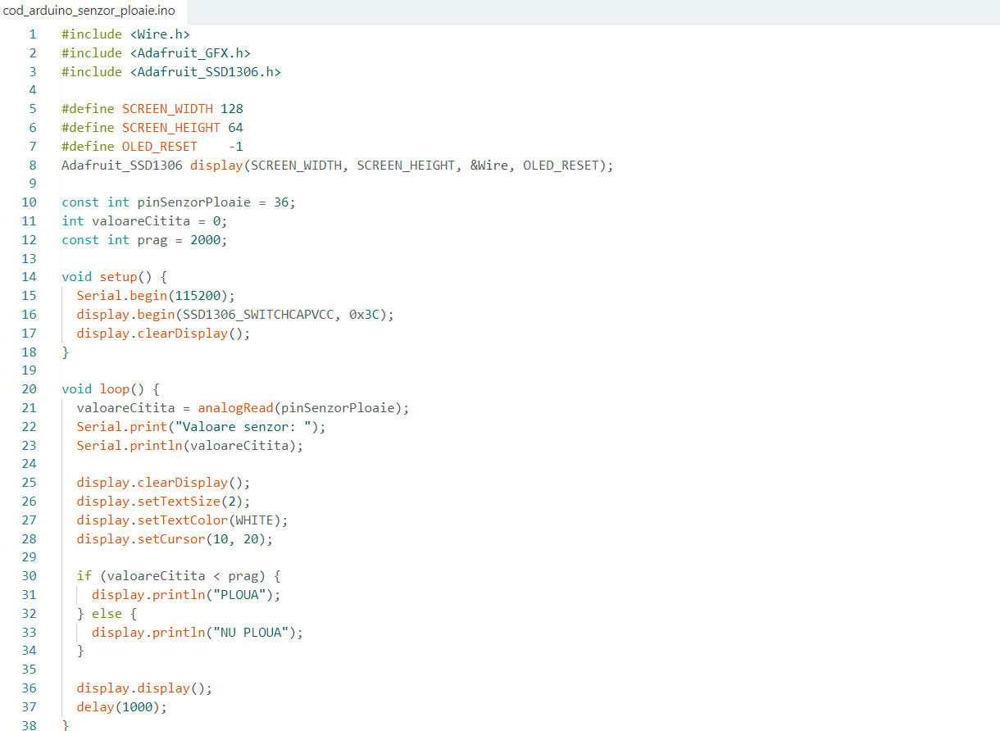 cod_arduino_senzor_ploaie.ino
1 #include <Wire.h>
2 #include <Adafruit_GFX.h>
3 #include <Adafruit_SSD1306.h>
4
5 #define SCREEN_WIDTH 128
6 #define SCREEN_HEIGHT 64
7 #define OLED_RESET    -1
8 Adafruit_SSD1306 display(SCREEN_WIDTH, SCREEN_HEIGHT, &Wire, OLED_RESET);
9
10 const int pinSenzorPloaie = 36;
11 int valoareCitita = 0;
12 const int prag = 2000;
13
14 void setup() {
15   Serial.begin(115200);
16   display.begin(SSD1306_SWITCHCAPVCC, 0x3C);
17   display.clearDisplay();
18 }
19
20 void loop() {
21   valoareCitita = analogRead(pinSenzorPloaie);
22   Serial.print("Valoare senzor: ");
23   Serial.println(valoareCitita);
24
25   display.clearDisplay();
26   display.setTextSize(2);
27   display.setTextColor(WHITE);
28   display.setCursor(10, 20);
29
30   if (valoareCitita < prag) {
31     display.println("PLOUA");
32   } else {
33     display.println("NU PLOUA");
34   }
35
36   display.display();
37   delay(1000);
38 }